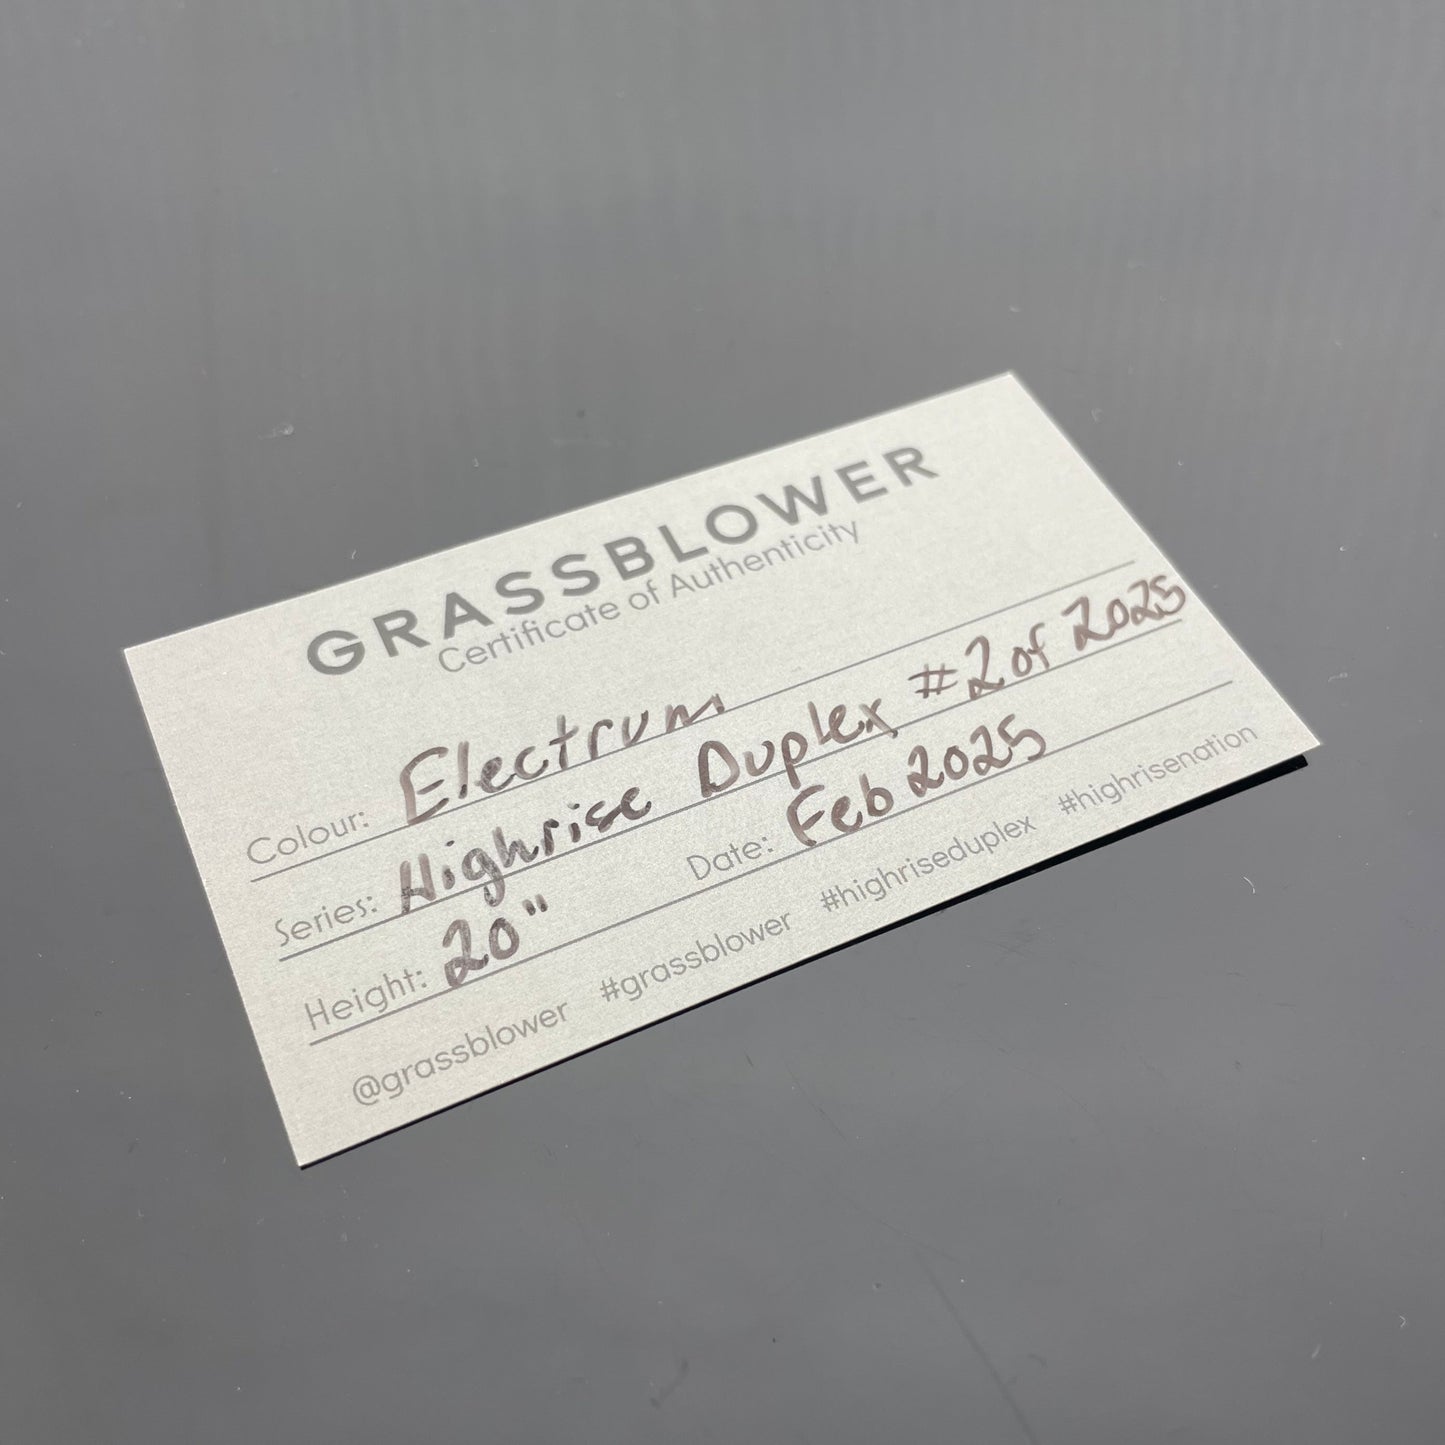 GRASSBLOWER
Certificate of Authenticity
Colour: Electrum
Series: Highrise Duplex #2 of 2025
Height: 20" Date: Feb 2025
@grassblower #grassblower #highriseduplex #highrisenation